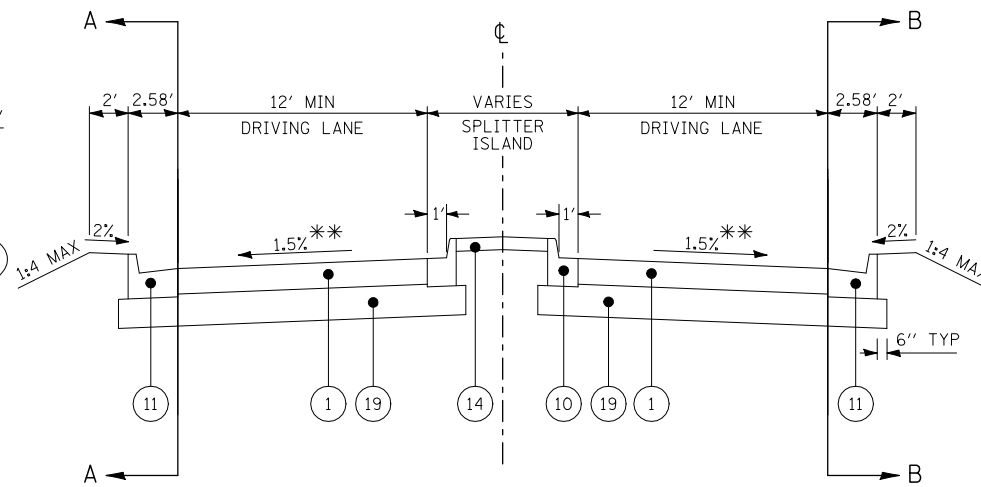 A B
℄
2' 2.58' 12' MIN VARIES 12' MIN 2.58' 2'
DRIVING LANE SPLITTER DRIVING LANE
ISLAND
1' 1'
2% 1.5%** 1.5%** 2%
1:4 MAX 1:4 MAX
6" TYP
11 1 19 14 10 19 1 11
A B